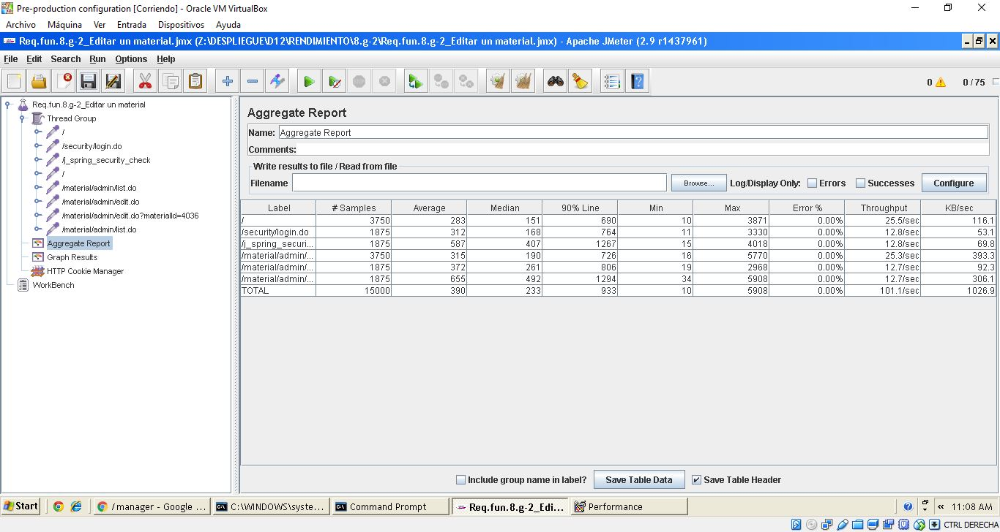 Pre-production configuration [Corriendo] - Oracle VM VirtualBox
Archivo Máquina Ver Entrada Dispositivos Ayuda
Req.fun.8.g-2_Editar un material.jmx (Z:\DESPLIEGUE\D12\RENDIMIENTO\8.g-2\Req.fun.8.g-2_Editar un material.jmx) - Apache JMeter (2.9 r1437961)
File Edit Search Run Options Help
0 0 / 75
Req.fun.8.g-2_Editar un material
Thread Group
/
/security/login.do
/j_spring_security_check
/
/material/admin/list.do
/material/admin/edit.do
/material/admin/edit.do?materialId=4036
/material/admin/list.do
Aggregate Report
Graph Results
HTTP Cookie Manager
WorkBench
Aggregate Report
Name: Aggregate Report
Comments:
Write results to file / Read from file
Filename Browse... Log/Display Only: Errors Successes Configure
Label # Samples Average Median 90% Line Min Max Error % Throughput KB/sec
/ 3750 283 151 690 10 3871 0.00% 25.5/sec 116.1
/security/login.do 1875 312 168 764 11 3330 0.00% 12.8/sec 53.1
/j_spring_securi... 1875 587 407 1267 15 4018 0.00% 12.8/sec 69.8
/material/admin/... 3750 315 190 726 16 5770 0.00% 25.3/sec 393.3
/material/admin/... 1875 372 261 806 19 2968 0.00% 12.7/sec 92.3
/material/admin/... 1875 655 492 1294 34 5908 0.00% 12.7/sec 306.1
TOTAL 15000 390 233 933 10 5908 0.00% 101.1/sec 1026.9
Include group name in label? Save Table Data Save Table Header
Start /manager - Google ... C:\WINDOWS\syste... Command Prompt Req.fun.8.g-2_Edi... Performance « 11:08 AM
CTRL DERECHA